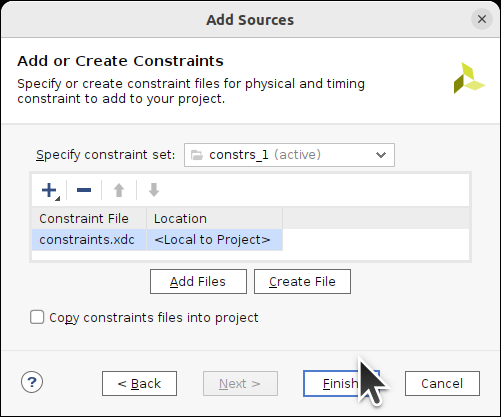 Add Sources
Add or Create Constraints
Specify or create constraint files for physical and timing
constraint to add to your project.
Specify constraint set: constrs_1 (active)
Constraint File Location
constraints.xdc <Local to Project>
Add Files Create File
Copy constraints files into project
? < Back Next > Finish Cancel